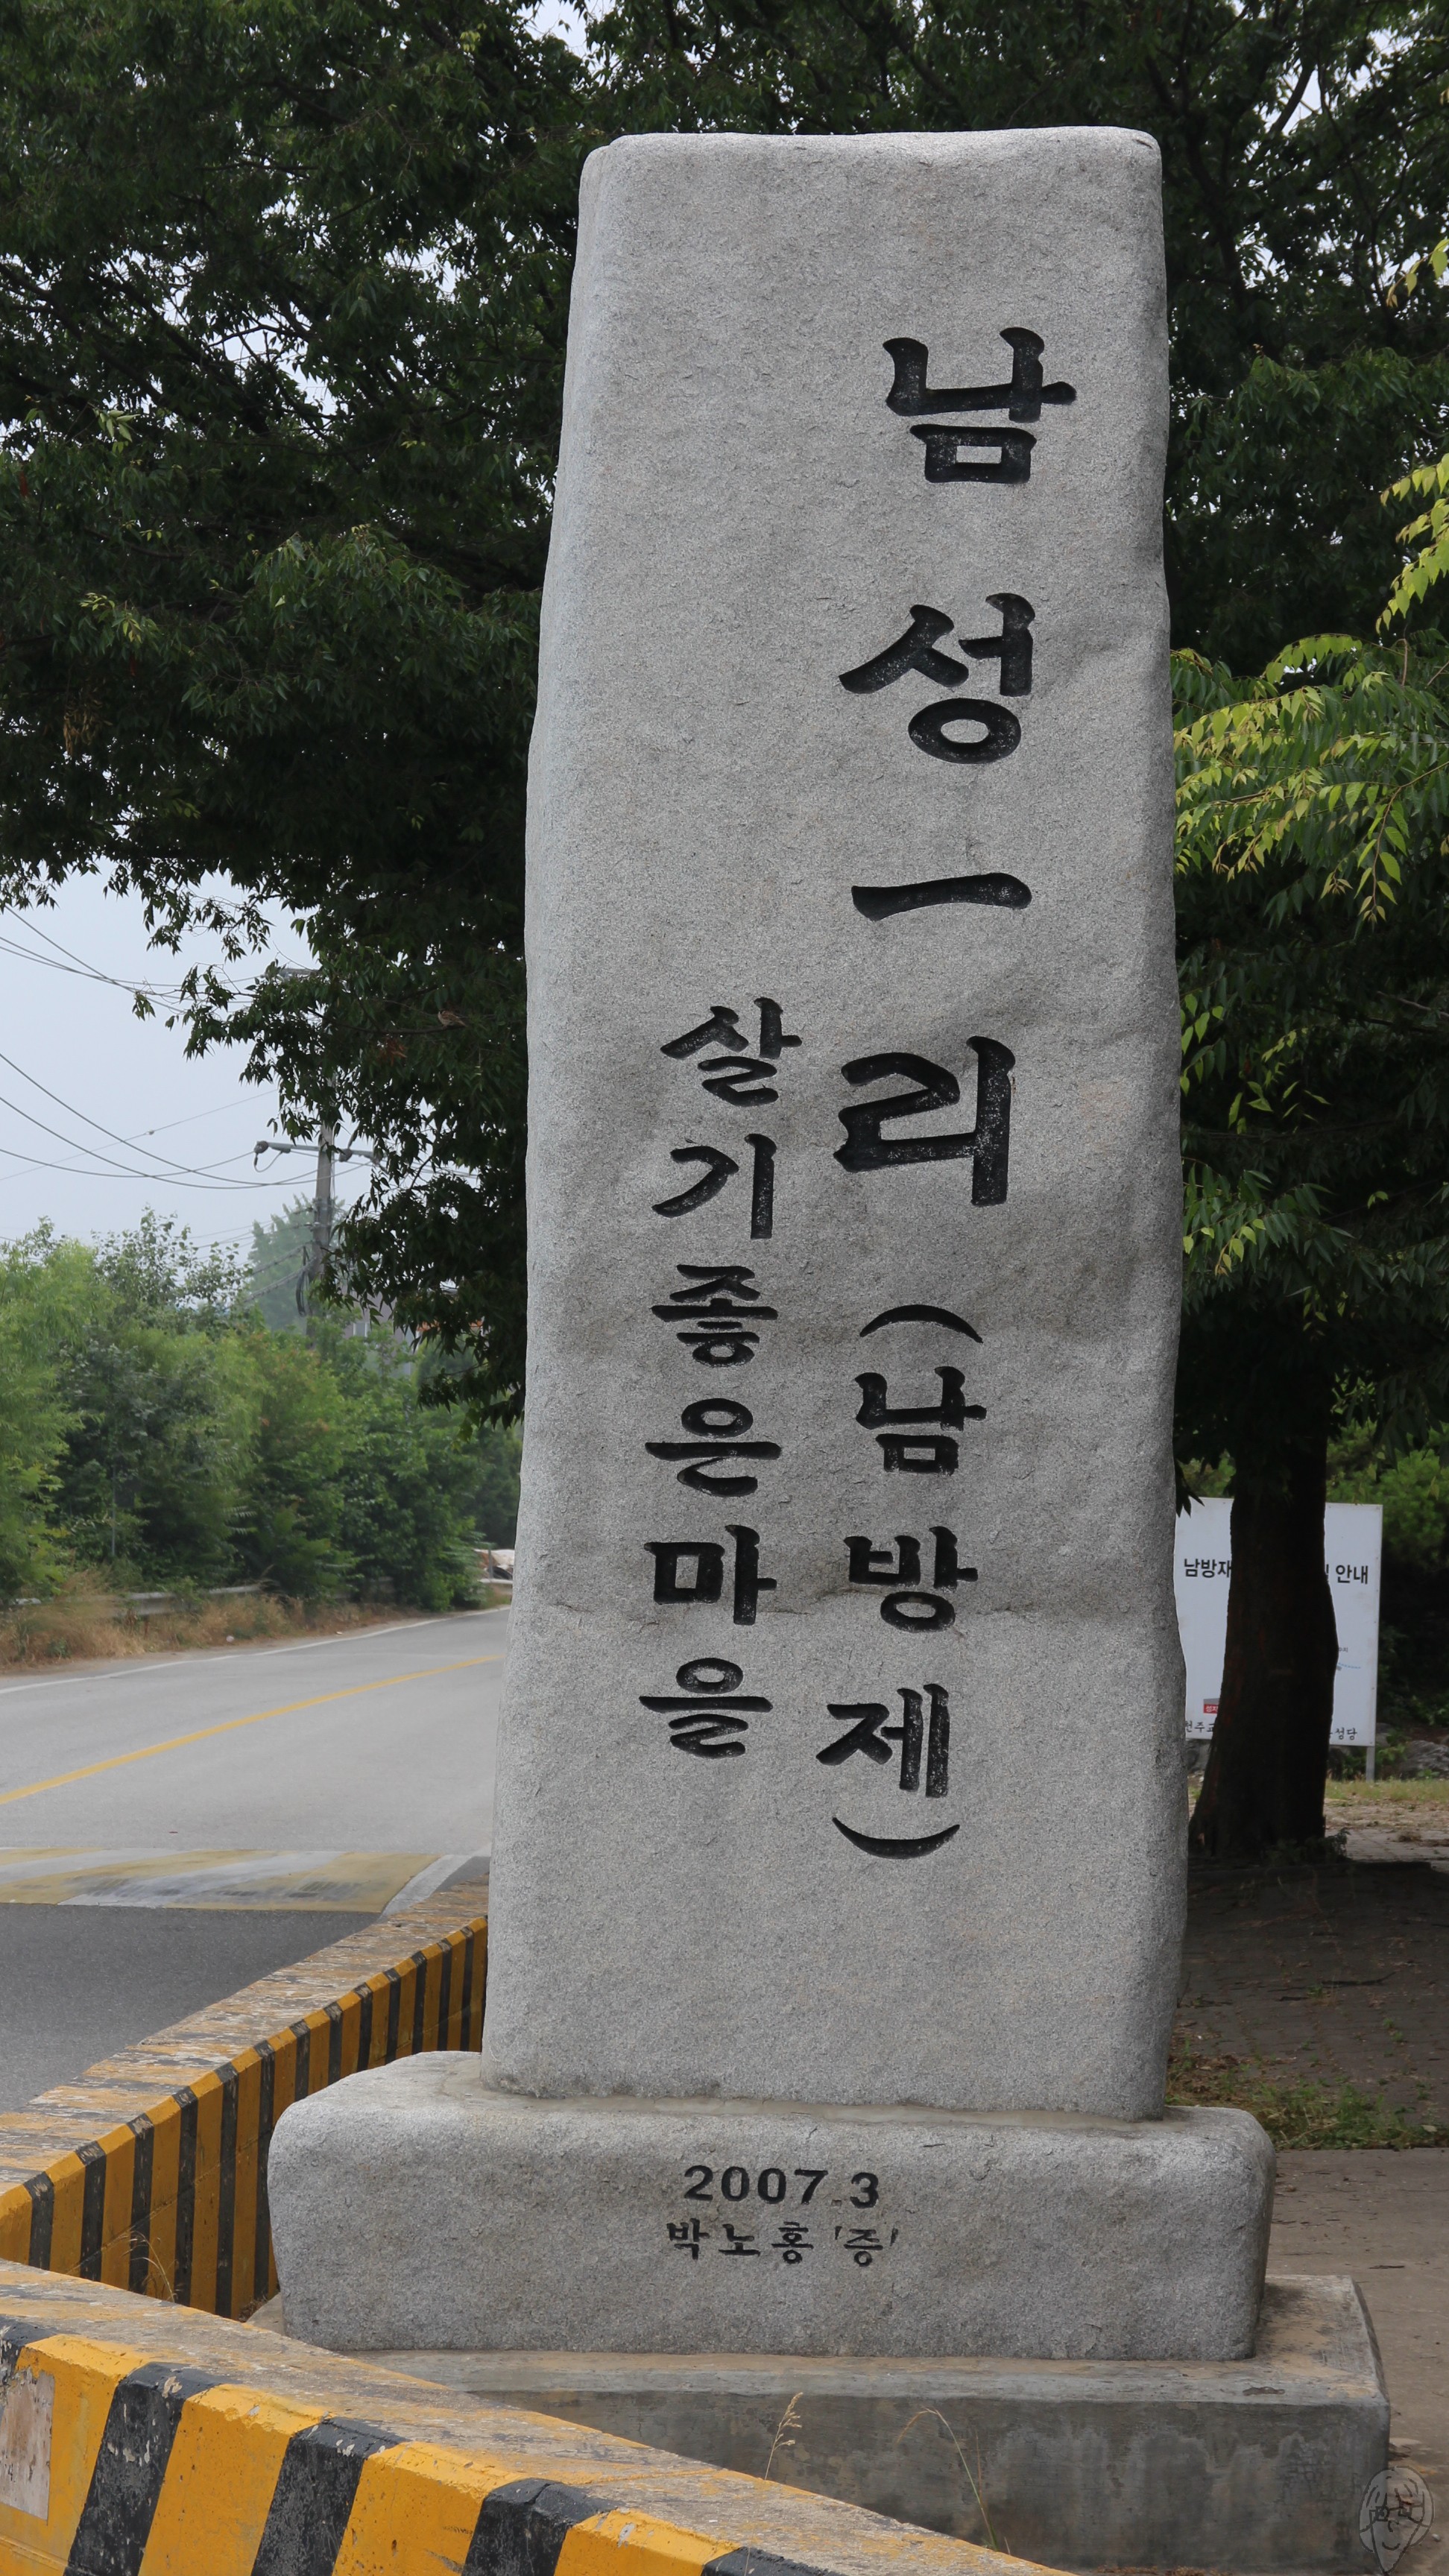 남성一리 (남방제)
살기좋은마을
2007.3
박노홍 '증'
남방재
안내